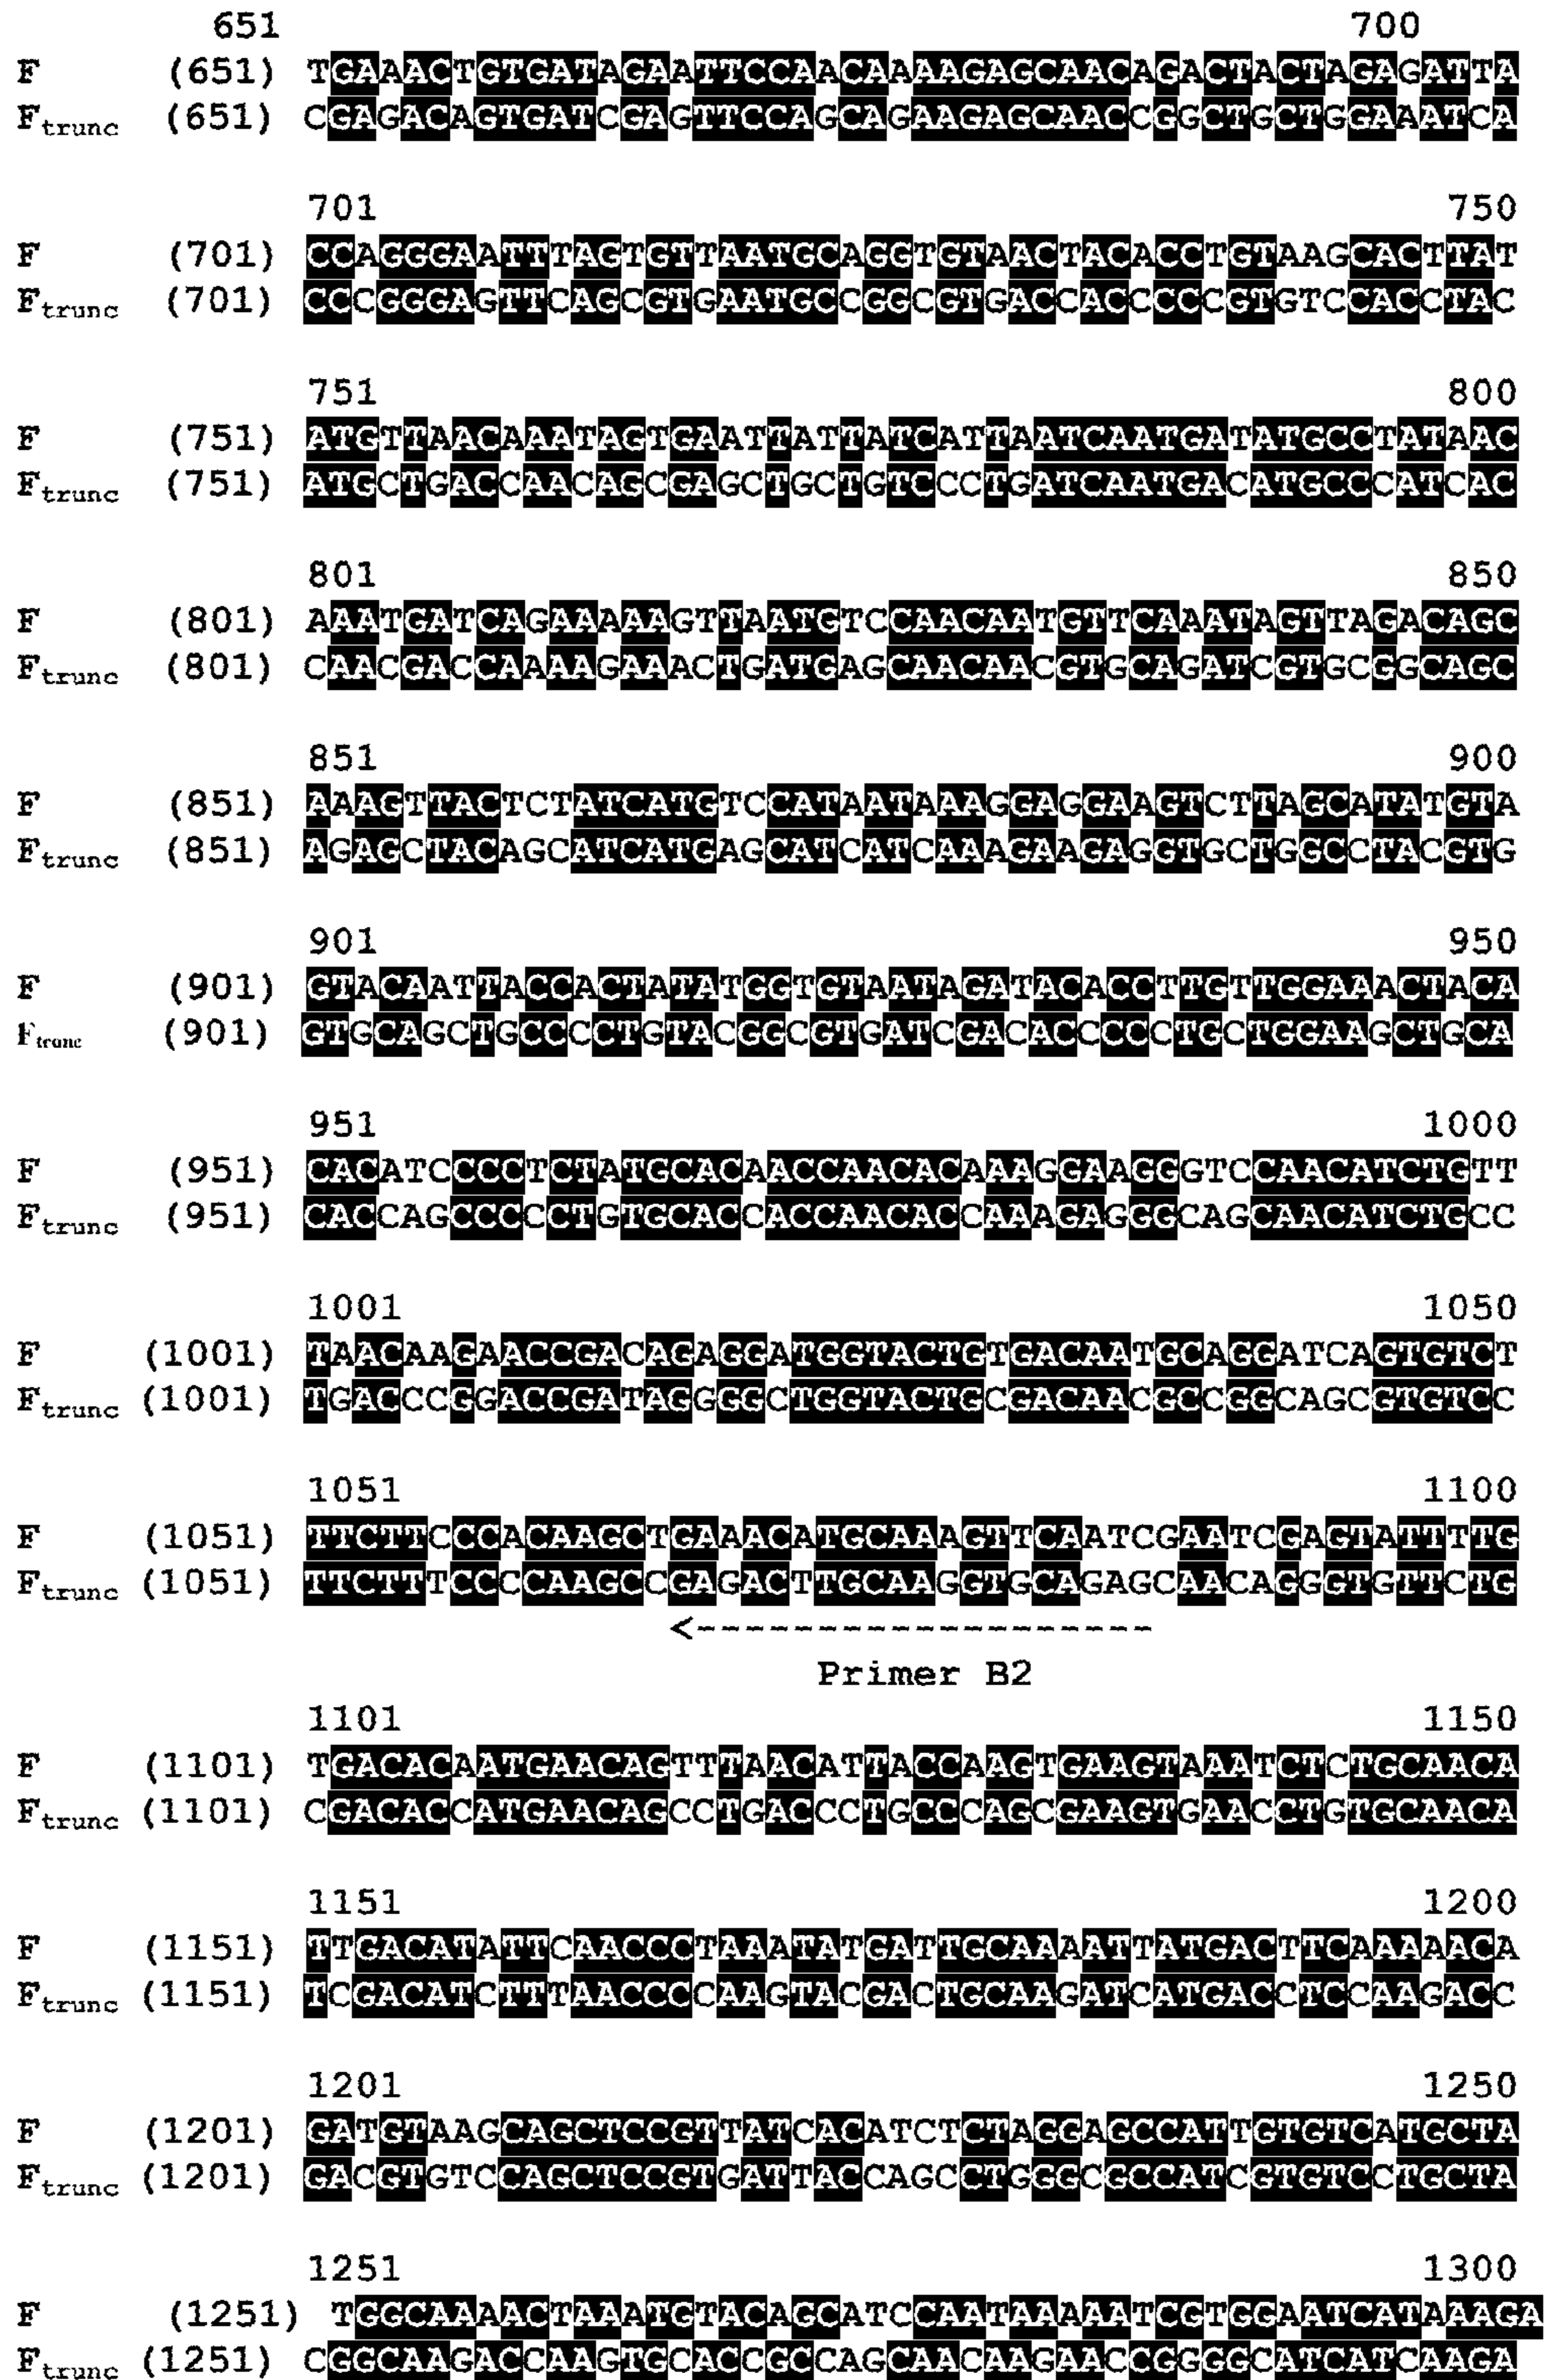 651 700
F (651) TGAAACTGTGATAGAATTCCAACAAAAGAGCAACAGACTACTAGAGATTA
Ftrunc (651) CGAGACAGTGATCGAGTTCCAGCAGAAGAGCAACCGGCTGCTGGAAATCA
701 750
F (701) CCAGGGAATTTAGTGTTAATGCAGGTGTAACTACACCTGTAAGCACTTAT
Ftrunc (701) CCCGGGAGTTCAGCGTGAATGCCGGCGTGACCACCCCCGTGTCCACCTAC
751 800
F (751) ATGTTAACAAATAGTGAATTATTATCATTAATCAATGATATGCCTATAAC
Ftrunc (751) ATGCTGACCAACAGCGAGCTGCTGTCCCTGATCAATGACATGCCCATCAC
801 850
F (801) AAATGATCAGAAAAAGTTAATGTCCAACAATGTTCAAATAGTTAGACAGC
Ftrunc (801) CAACGACCAAAAGAAACTGATGAGCAACAACGTGCAGATCGTGCGGCAGC
851 900
F (851) AAAGTTACTCTATCATGTCCATAATAAAGGAGGAAGTCTTAGCATATGTA
Ftrunc (851) AGAGCTACAGCATCATGAGCATCATCAAAGAAGAGGTGCTGGCCTACGTG
901 950
F (901) GTACAATTACCACTATATGGTGTAATAGATACACCTTGTTGGAAACTACA
Ftrunc (901) GTGCAGCTGCCCCTGTACGGCGTGATCGACACCCCCTGCTGGAAGCTGCA
951 1000
F (951) CACATCCCCTCTATGCACAACCAACACAAAGGAAGGGTCCAACATCTGTT
Ftrunc (951) CACCAGCCCCCTGTGCACCACCAACACCAAAGAGGGCAGCAACATCTGCC
1001 1050
F (1001) TAACAAGAACCGACAGAGGATGGTACTGTGACAATGCAGGATCAGTGTCT
Ftrunc (1001) TGACCCGGACCGATAGGGGCTGGTACTGCGACAACGCCGGCAGCGTGTCC
1051 1100
F (1051) TTCTTCCCACAAGCTGAAACATGCAAAGTTCAATCGAATCGAGTATTTTG
Ftrunc (1051) TTCTTTCCCCAAGCCGAGACTTGCAAGGTGCAGAGCAACAGGGTGTTCTG
<-------------------
Primer B2
1101 1150
F (1101) TGACACAATGAACAGTTTAACATTACCAAGTGAAGTAAATCTCTGCAACA
Ftrunc (1101) CGACACCATGAACAGCCTGACCCTGCCCAGCGAAGTGAACCTGTGCAACA
1151 1200
F (1151) TTGACATATTCAACCCTAAATATGATTGCAAAATTATGACTTCAAAAACA
Ftrunc (1151) TCGACATCTTTAACCCCAAGTACGACTGCAAGATCATGACCTCCAAGACC
1201 1250
F (1201) GATGTAAGCAGCTCCGTTATCACATCTCTAGGAGCCATTGTGTCATGCTA
Ftrunc (1201) GACGTGTCCAGCTCCGTGATTACCAGCCTGGGCGCCATCGTGTCCTGCTA
1251 1300
F (1251) TGGCAAAACTAAATGTACAGCATCCAATAAAAATCGTGGAATCATAAAGA
Ftrunc (1251) CGGCAAGACCAAGTGCACCGCCAGCAACAAGAACCGGGGCATCATCAAGA